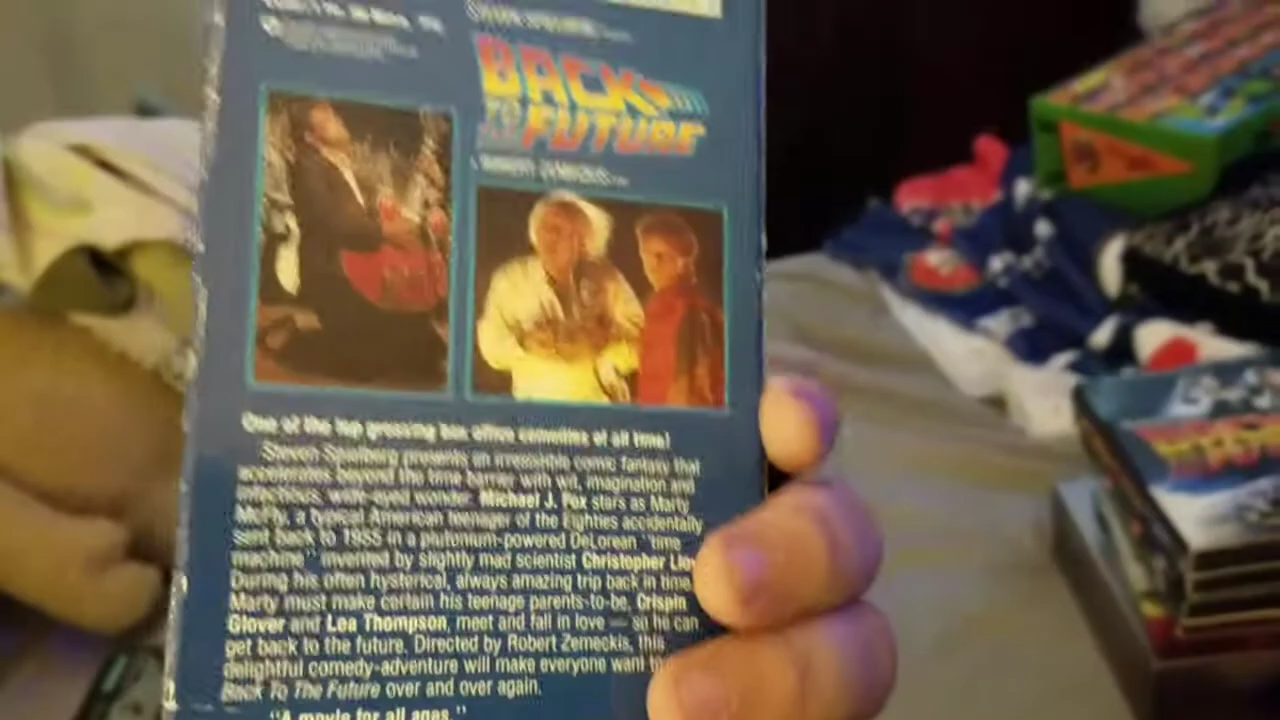 BACK
TO THE FUTURE
One of the top grossing box office comedies of all time!
Steven Spielberg presents an irresistible comic fantasy that
accelerates beyond the time barrier with wit, imagination and
infectious, wide-eyed wonder. Michael J. Fox stars as Marty
McFly, a typical American teenager of the Eighties accidentally
sent back to 1955 in a plutonium-powered DeLorean "time
machine" invented by slightly mad scientist Christopher Llo
During his often hysterical, always amazing trip back in time,
Marty must make certain his teenage parents-to-be, Crispin
Glover and Lea Thompson, meet and fall in love — so he can
get back to the future. Directed by Robert Zemeckis, this
delightful comedy-adventure will make everyone want to
Back To The Future over and over again.
"A movie for all ages."